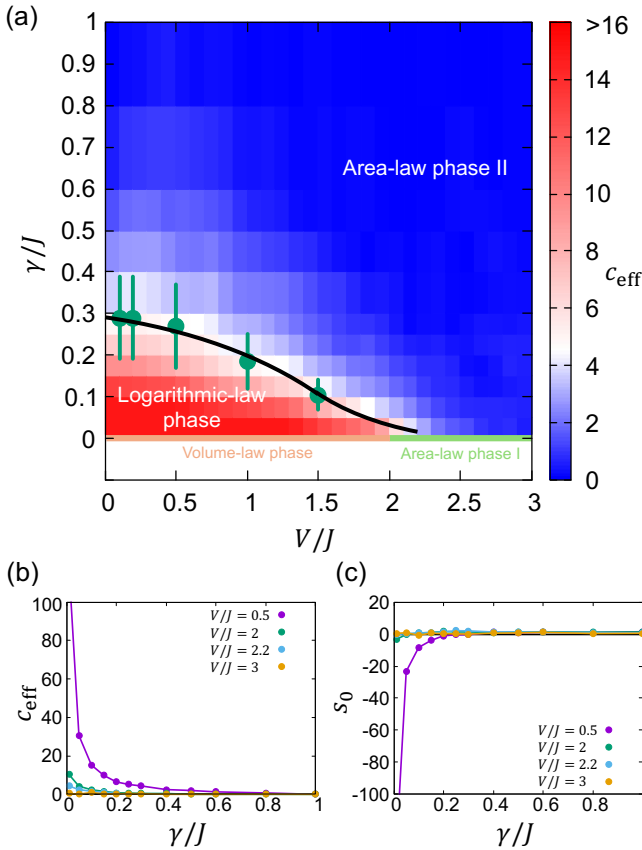 (a)
1
0.9
0.8
0.7
0.6
0.5
0.4
0.3
0.2
0.1
0
γ/J
Area-law phase II
Logarithmic-law
phase
Volume-law phase
Area-law phase I
0 0.5 1 1.5 2 2.5 3
V/J
>16
14
12
10
8
6
4
2
0
c_eff
(b)
100
80
60
40
20
0
c_eff
V/J = 0.5
V/J = 2
V/J = 2.2
V/J = 3
0 0.2 0.4 0.6 0.8 1
γ/J
(c)
20
0
-20
-40
-60
-80
-100
s_0
V/J = 0.5
V/J = 2
V/J = 2.2
V/J = 3
0 0.2 0.4 0.6 0.8
γ/J